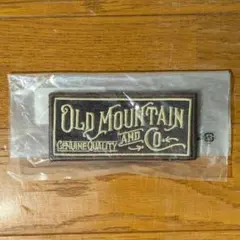 OLD MOUNTAIN
AND CO.
GENUINE QUALITY